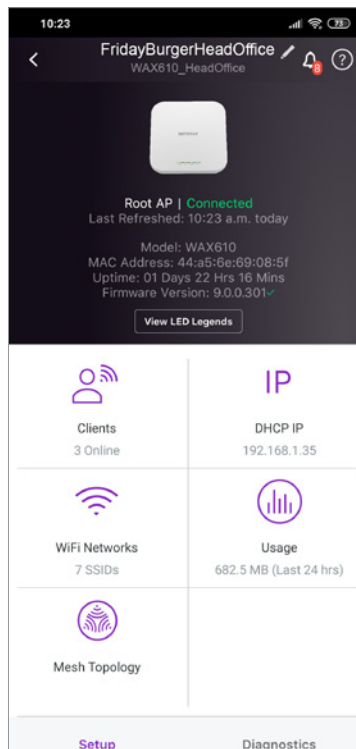 10:23
73
FridayBurgerHeadOffice
WAX610_HeadOffice
8
?
NETGEAR
Root AP | Connected
Last Refreshed: 10:23 a.m. today
Model: WAX610
MAC Address: 44:a5:6e:69:08:5f
Uptime: 01 Days 22 Hrs 16 Mins
Firmware Version: 9.0.0.301✓
View LED Legends
IP
Clients
DHCP IP
3 Online
192.168.1.35
WiFi Networks
Usage
7 SSIDs
682.5 MB (Last 24 hrs)
Mesh Topology
Setup
Diagnostics